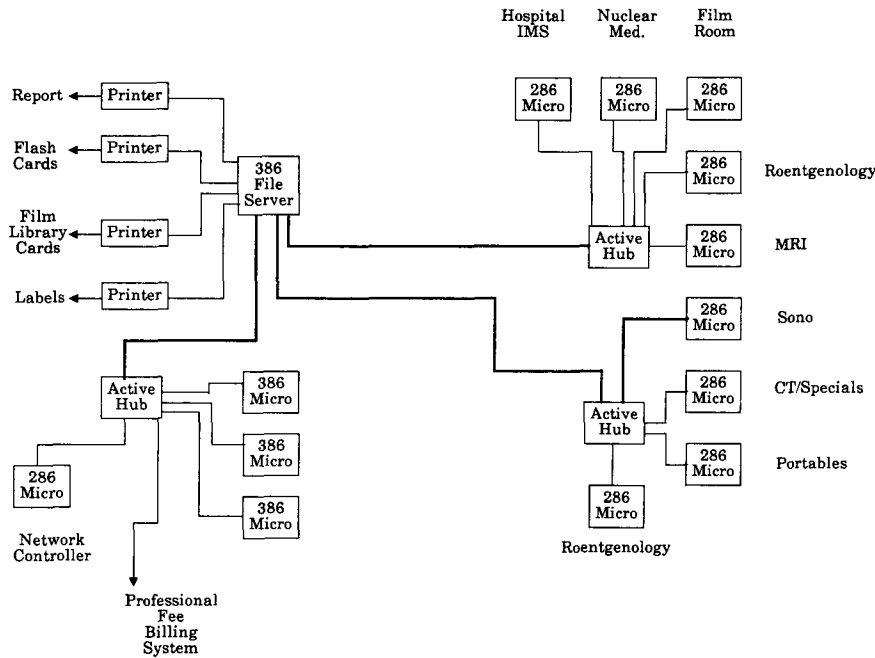 Hospital
IMS
Nuclear
Med.
Film
Room
286
Micro
286
Micro
286
Micro
Report
Printer
Flash
Cards
Printer
386
File
Server
286
Micro
Roentgenology
Film
Library
Cards
Printer
Active
Hub
286
Micro
MRI
Labels
Printer
286
Micro
Sono
Active
Hub
386
Micro
286
Micro
CT/Specials
Active
Hub
386
Micro
286
Micro
Portables
286
Micro
386
Micro
286
Micro
Network
Controller
Roentgenology
Professional
Fee
Billing
System